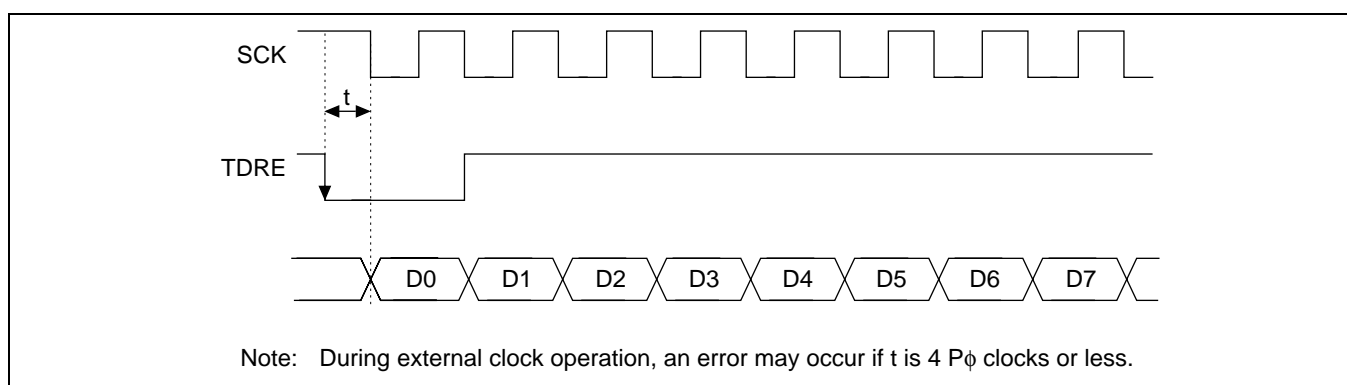 SCK
t
TDRE
D0 D1 D2 D3 D4 D5 D6 D7
Note: During external clock operation, an error may occur if t is 4 Pϕ clocks or less.